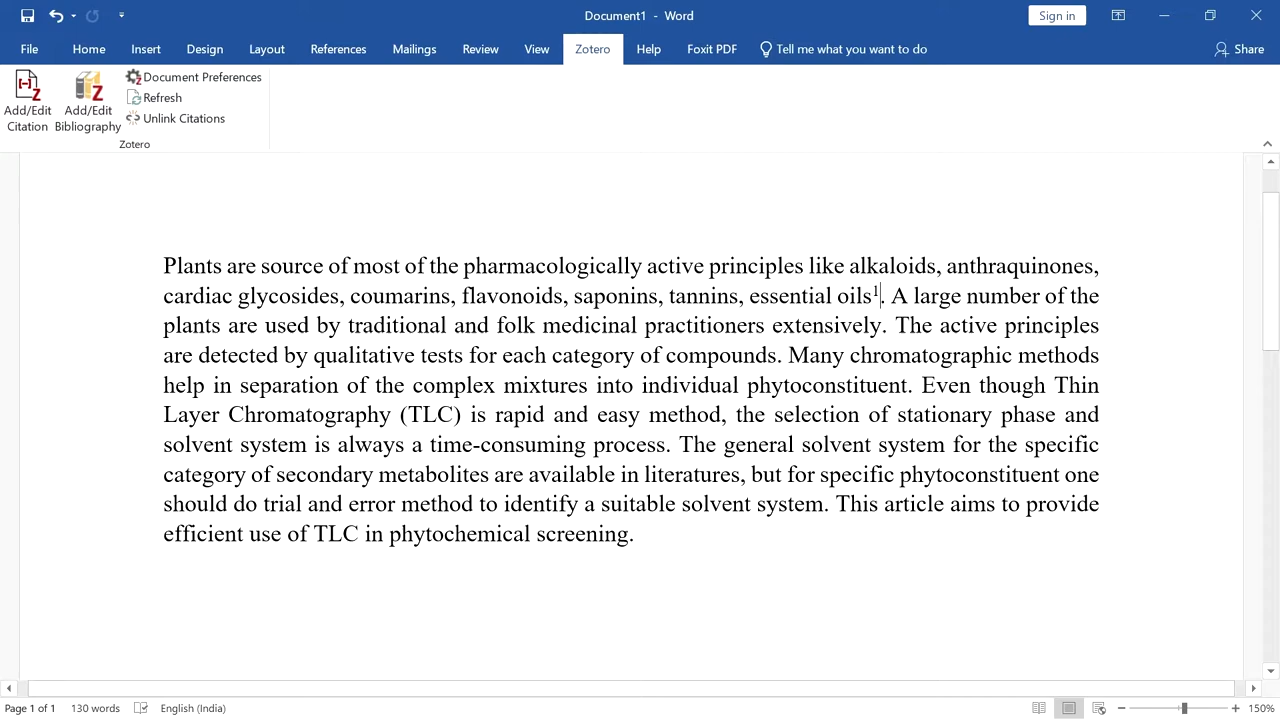 Document1 - Word
Sign in
File Home Insert Design Layout References Mailings Review View Zotero Help Foxit PDF Tell me what you want to do Share
Add/Edit Citation
Add/Edit Bibliography
Document Preferences
Refresh
Unlink Citations
Zotero
Plants are source of most of the pharmacologically active principles like alkaloids, anthraquinones,
cardiac glycosides, coumarins, flavonoids, saponins, tannins, essential oils¹. A large number of the
plants are used by traditional and folk medicinal practitioners extensively. The active principles
are detected by qualitative tests for each category of compounds. Many chromatographic methods
help in separation of the complex mixtures into individual phytoconstituent. Even though Thin
Layer Chromatography (TLC) is rapid and easy method, the selection of stationary phase and
solvent system is always a time-consuming process. The general solvent system for the specific
category of secondary metabolites are available in literatures, but for specific phytoconstituent one
should do trial and error method to identify a suitable solvent system. This article aims to provide
efficient use of TLC in phytochemical screening.
Page 1 of 1 130 words English (India) 150%